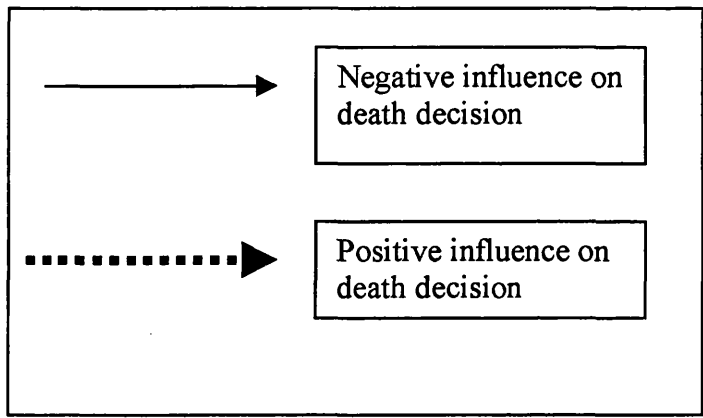 Negative influence on
death decision
Positive influence on
death decision